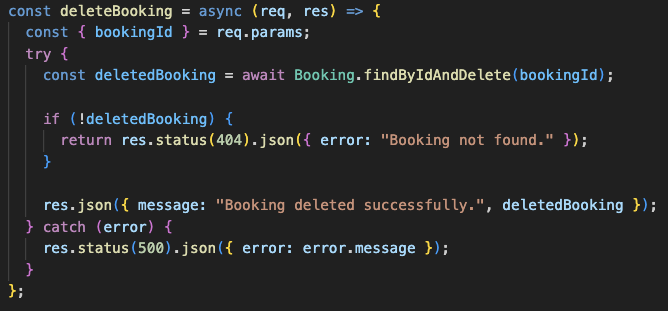 const deleteBooking = async (req, res) => {
  const { bookingId } = req.params;
  try {
    const deletedBooking = await Booking.findByIdAndDelete(bookingId);

    if (!deletedBooking) {
      return res.status(404).json({ error: "Booking not found." });
    }

    res.json({ message: "Booking deleted successfully.", deletedBooking });
  } catch (error) {
    res.status(500).json({ error: error.message });
  }
};